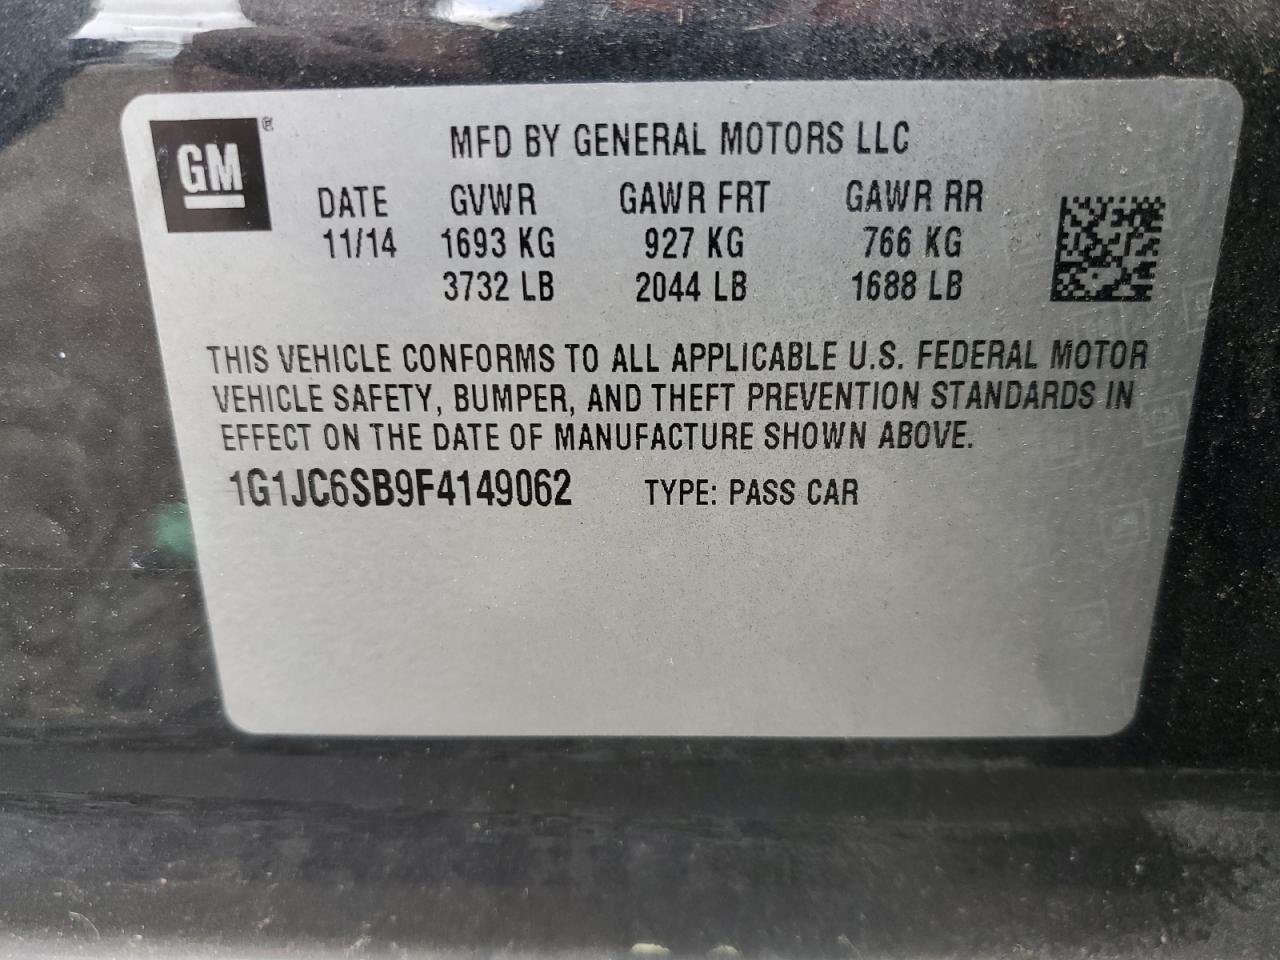 GM®
MFD BY GENERAL MOTORS LLC
DATE GVWR GAWR FRT GAWR RR
11/14 1693 KG 927 KG 766 KG
3732 LB 2044 LB 1688 LB
THIS VEHICLE CONFORMS TO ALL APPLICABLE U.S. FEDERAL MOTOR
VEHICLE SAFETY, BUMPER, AND THEFT PREVENTION STANDARDS IN
EFFECT ON THE DATE OF MANUFACTURE SHOWN ABOVE.
1G1JC6SB9F4149062 TYPE: PASS CAR